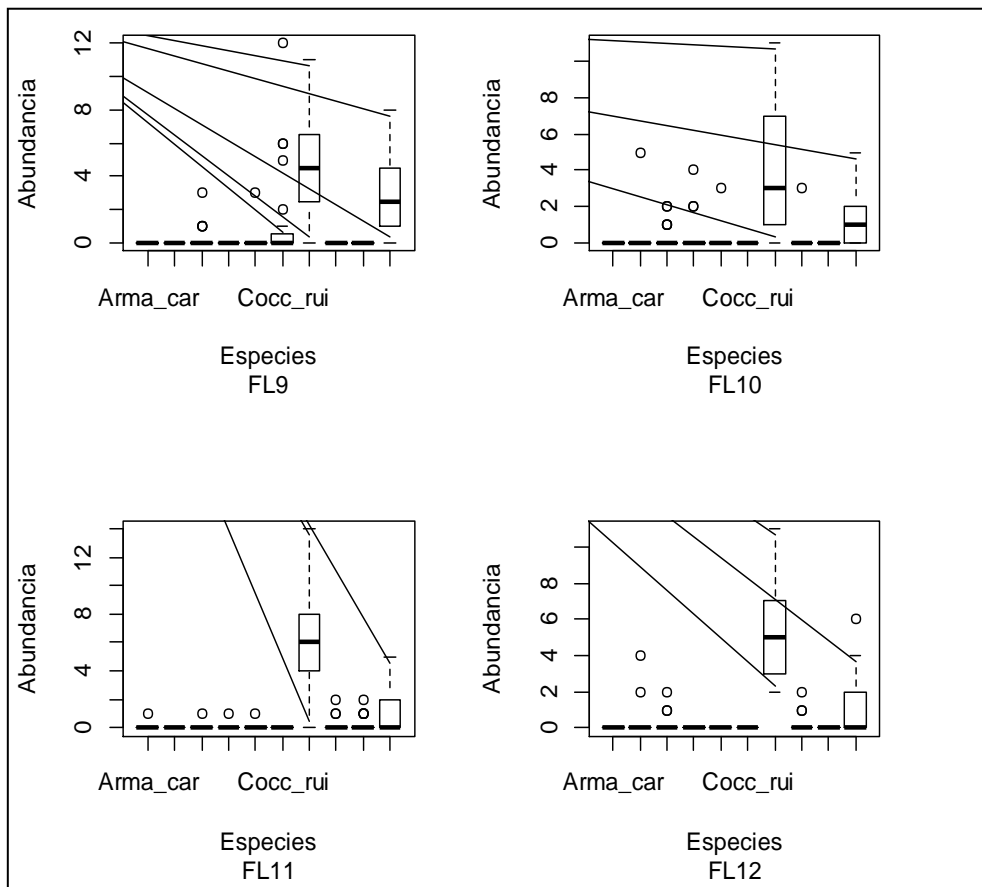 Abundancia
12
8
4
0
Arma_car Cocc_rui
Especies
FL9
Abundancia
8
6
4
2
0
Arma_car Cocc_rui
Especies
FL10
Abundancia
12
8
4
0
Arma_car Cocc_rui
Especies
FL11
Abundancia
8
6
4
2
0
Arma_car Cocc_rui
Especies
FL12